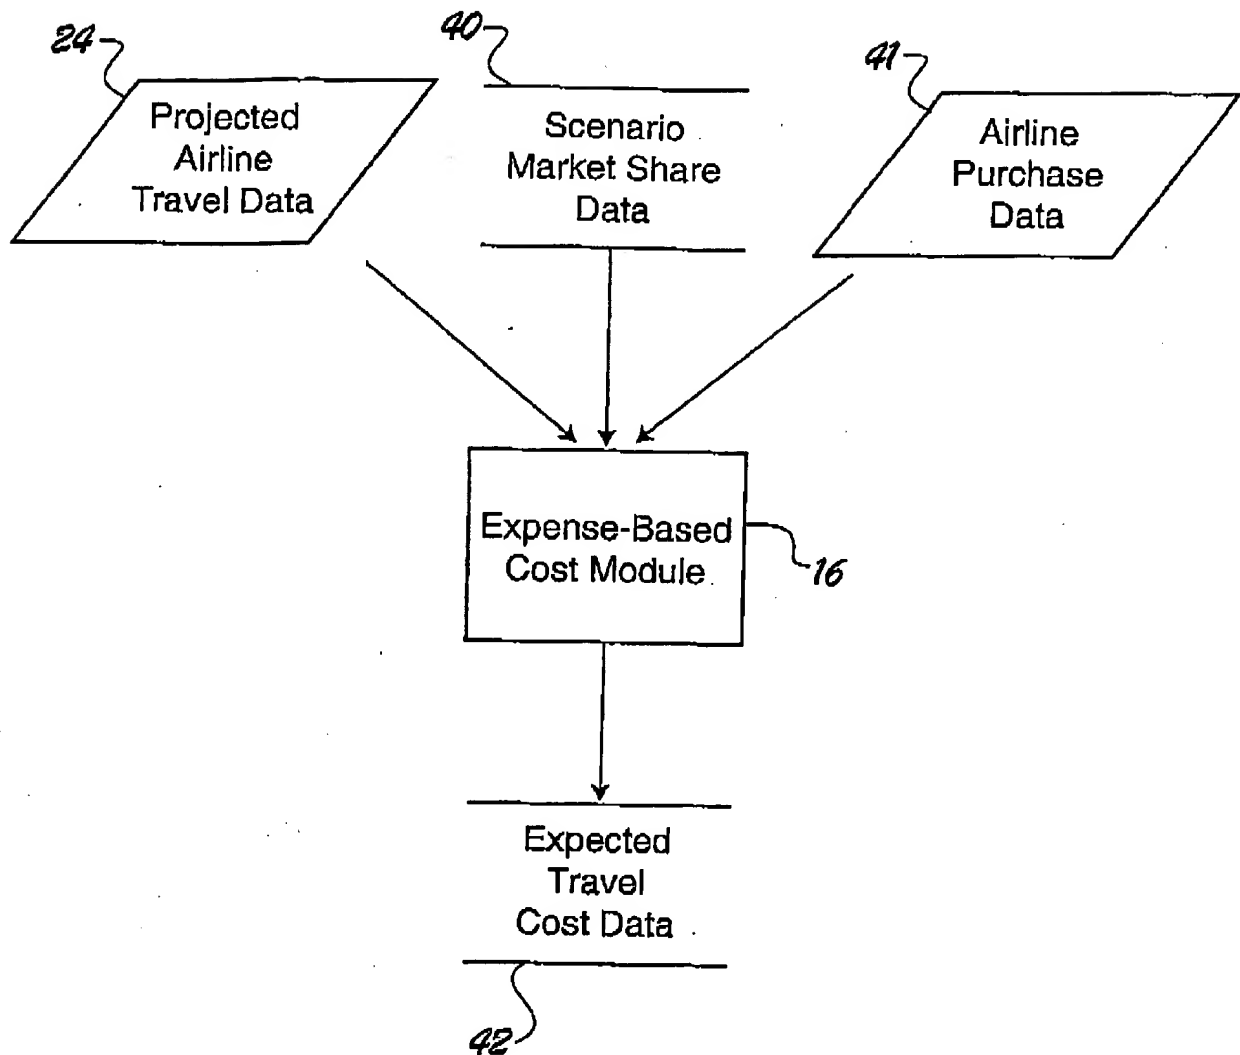 24
Projected
Airline
Travel Data
40
Scenario
Market Share
Data
41
Airline
Purchase
Data
Expense-Based
Cost Module
16
Expected
Travel
Cost Data
42